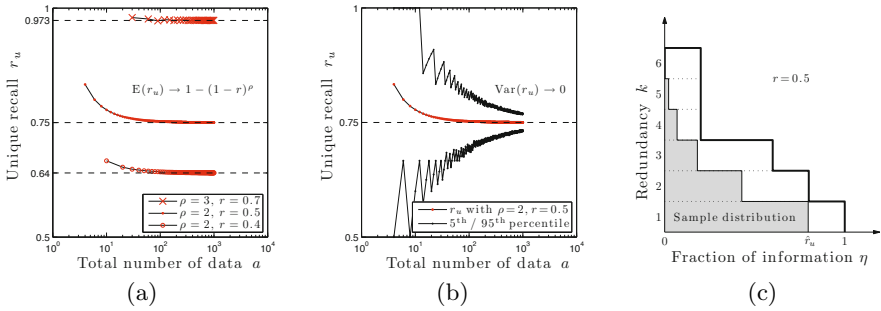 1
0.973
0.75
0.64
0.5
Unique recall r_u
E(r_u) → 1 − (1 − r)^ρ
ρ = 3, r = 0.7
ρ = 2, r = 0.5
ρ = 2, r = 0.4
10^0 10^1 10^2 10^3 10^4
Total number of data a
(a)
1
0.75
0.5
Unique recall r_u
Var(r_u) → 0
r_u with ρ = 2, r = 0.5
5^th / 95^th percentile
10^0 10^1 10^2 10^3 10^4
Total number of data a
(b)
Redundancy k
6
5
4
3
2
1
r = 0.5
Sample distribution
0 r̂_u 1
Fraction of information η
(c)